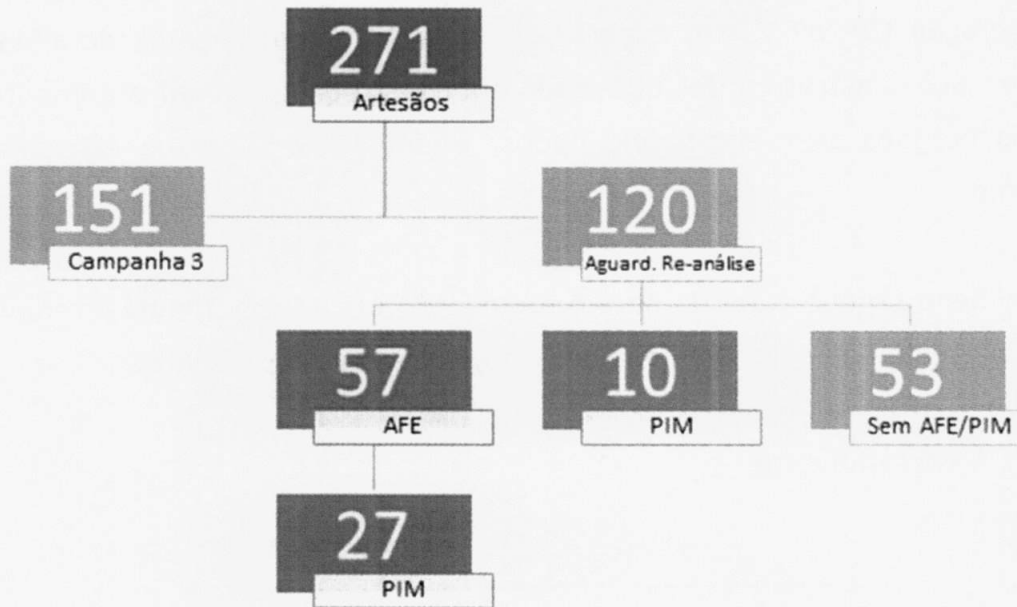 271
Artesãos
151
Campanha 3
120
Aguard. Re-análise
57
AFE
10
PIM
53
Sem AFE/PIM
27
PIM